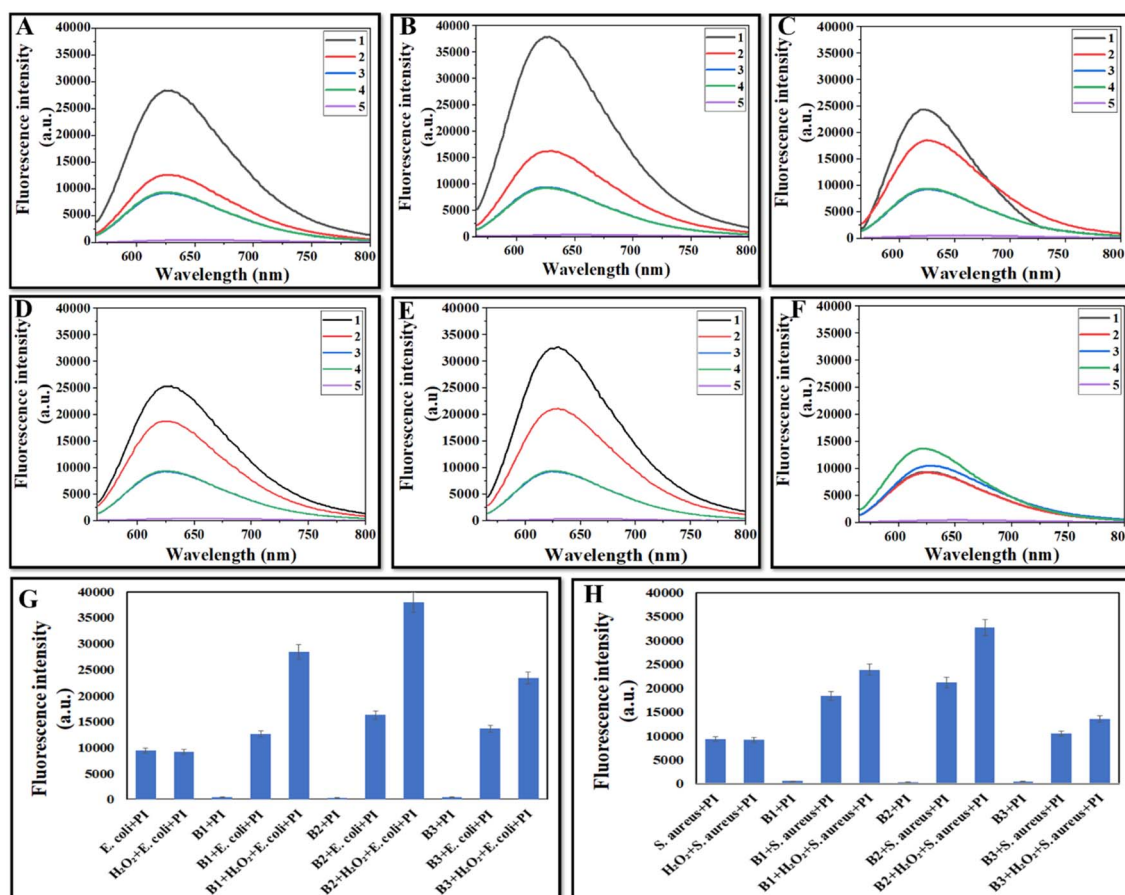 A
Fluorescence intensity
(a.u.)
40000
35000
30000
25000
20000
15000
10000
5000
0
600
650
700
750
800
Wavelength (nm)
1
2
3
4
5
B
Fluorescence intensity
(a.u.)
40000
35000
30000
25000
20000
15000
10000
5000
0
600
650
700
750
800
Wavelength (nm)
1
2
3
4
5
C
Fluorescence intensity
(a.u.)
40000
35000
30000
25000
20000
15000
10000
5000
0
600
650
700
750
800
Wavelength (nm)
1
2
3
4
5
D
Fluorescence intensity
(a.u.)
40000
35000
30000
25000
20000
15000
10000
5000
0
600
650
700
750
800
Wavelength (nm)
1
2
3
4
5
E
Fluorescence intensity
(a.u)
40000
35000
30000
25000
20000
15000
10000
5000
0
600
650
700
750
800
Wavelength (nm)
1
2
3
4
5
F
Fluorescence intensity
(a.u.)
40000
35000
30000
25000
20000
15000
10000
5000
0
600
650
700
750
800
Wavelength (nm)
1
2
3
4
5
G
Fluorescence intensity
(a.u.)
40000
35000
30000
25000
20000
15000
10000
5000
0
E. coli+PI
H₂O₂+E. coli+PI
B1+PI
B1+E. coli+PI
B1+H₂O₂+E. coli+PI
B2+PI
B2+E. coli+PI
B2+H₂O₂+E. coli+PI
B3+PI
B3+E. coli+PI
B3+H₂O₂+E. coli+PI
H
Fluorescence intensity
(a.u.)
40000
35000
30000
25000
20000
15000
10000
5000
0
S. aureus+PI
H₂O₂+S. aureus+PI
B1+PI
B1+S. aureus+PI
B1+H₂O₂+S. aureus+PI
B2+PI
B2+S. aureus+PI
B2+H₂O₂+S. aureus+PI
B3+PI
B3+S. aureus+PI
B3+H₂O₂+S. aureus+PI